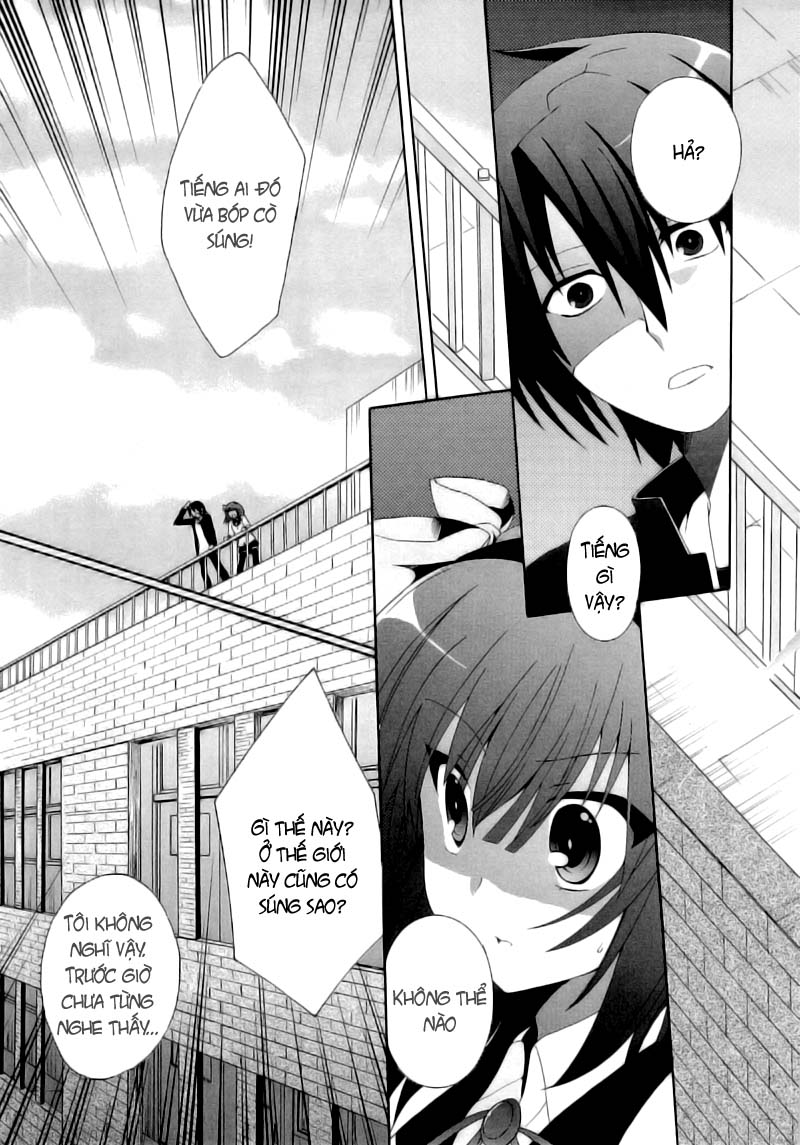 HẢ?
TIẾNG
GÌ
VẬY?
KHÔNG THỂ
NÀO
TIẾNG AI ĐÓ
VỪA BÓP CÒ
SÚNG!
GÌ THẾ NÀY?
Ở THẾ GIỚI
NÀY CŨNG CÓ
SÚNG SAO?
TÔI KHÔNG
NGHĨ VẬY.
TRƯỚC GIỜ
CHƯA TỪNG
NGHE THẤY...